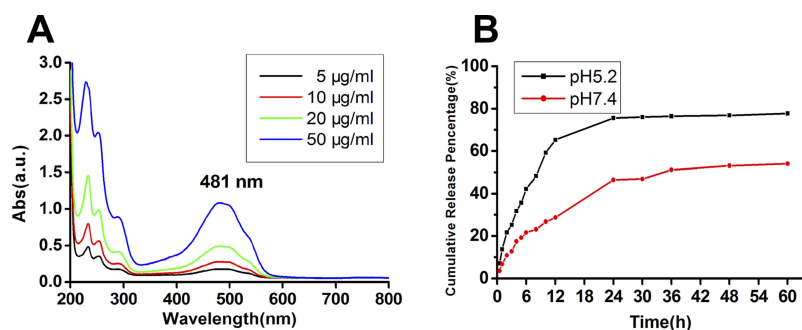 A
5 µg/ml
10 µg/ml
20 µg/ml
50 µg/ml
481 nm
3.0
2.5
2.0
1.5
1.0
0.5
0.0
Abs(a.u.)
200 300 400 500 600 700 800
Wavelength(nm)
B
pH5.2
pH7.4
100
80
60
40
20
0
Cumulative Release Pencentage(%)
0 6 12 18 24 30 36 42 48 54 60
Time(h)